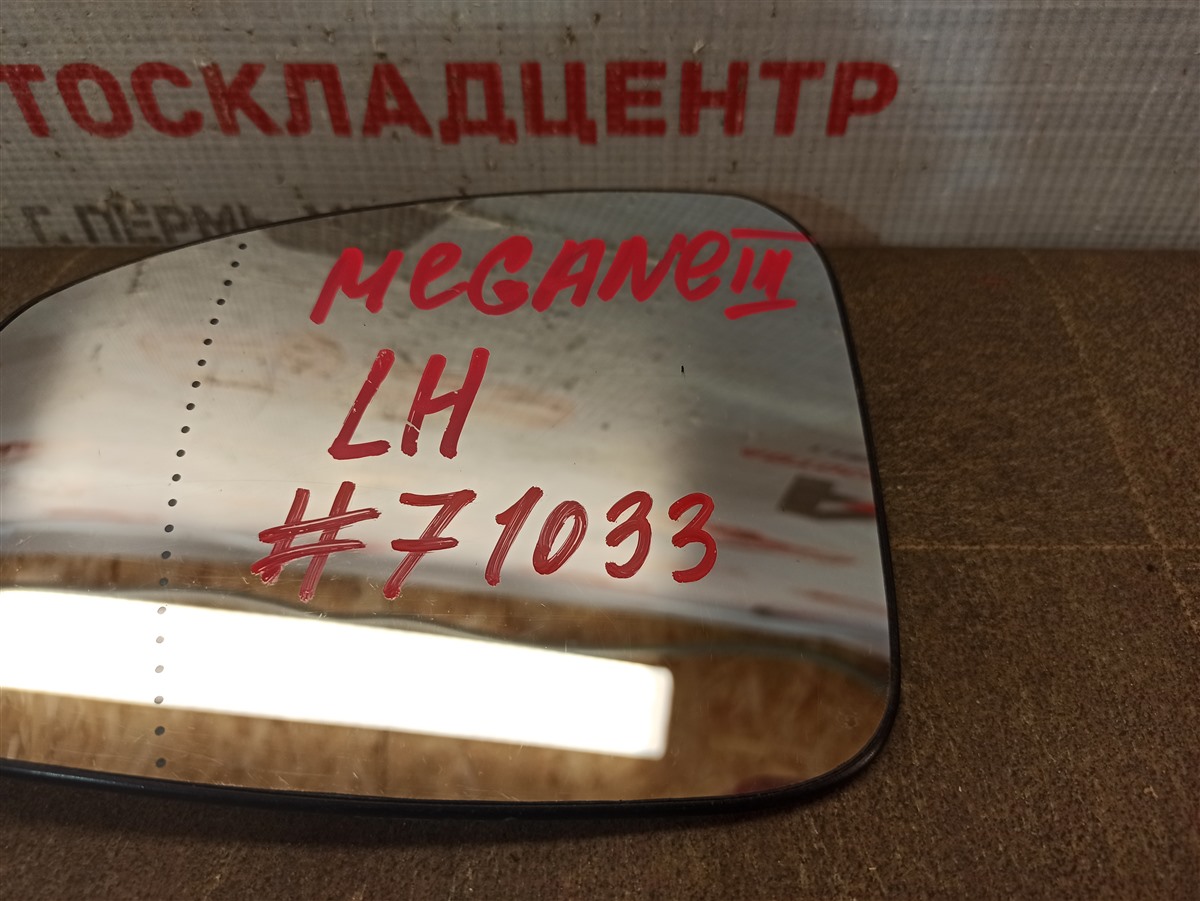 ТОСКЛАДЦЕНТР
Г. ПЕРМЬ
MeGANe III
LH
#71033